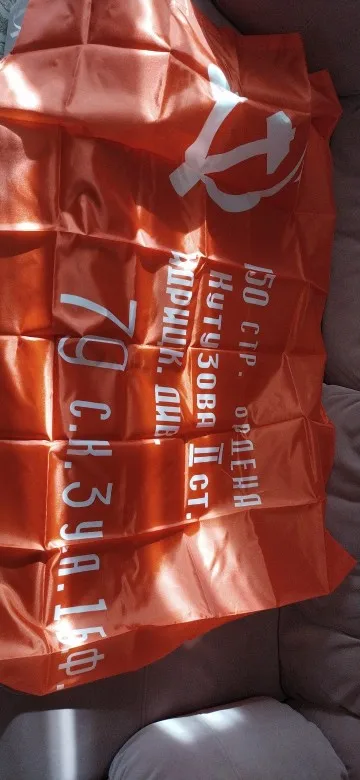 150 СТР. ОРДЕНА
КУТУЗОВА II СТ.
ИДРИЦК. ДИВ.
79 С.К. 3 У.А. 1 Б.Ф.